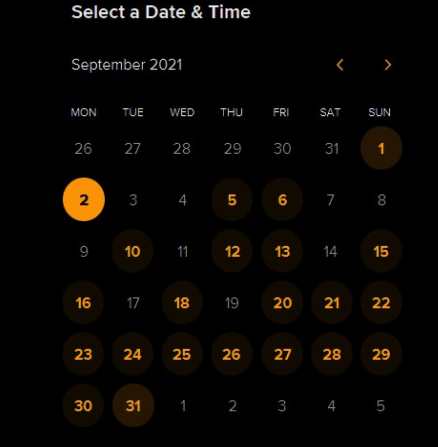 Select a Date & Time
September 2021
MON TUE WED THU FRI SAT SUN
26 27 28 29 30 31 1
2 3 4 5 6 7 8
9 10 11 12 13 14 15
16 17 18 19 20 21 22
23 24 25 26 27 28 29
30 31 1 2 3 4 5